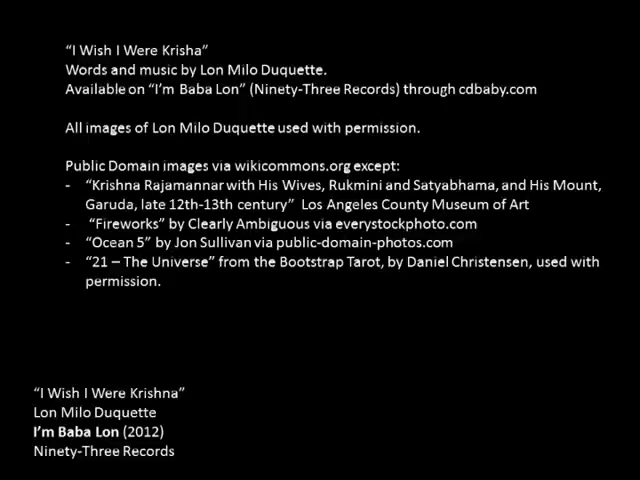 “I Wish I Were Krisha”
Words and music by Lon Milo Duquette.
Available on “I’m Baba Lon” (Ninety-Three Records) through cdbaby.com
All images of Lon Milo Duquette used with permission.
Public Domain images via wikicommons.org except:
- “Krishna Rajamannar with His Wives, Rukmini and Satyabhama, and His Mount,
Garuda, late 12th-13th century” Los Angeles County Museum of Art
- “Fireworks” by Clearly Ambiguous via everystockphoto.com
- “Ocean 5” by Jon Sullivan via public-domain-photos.com
- “21 – The Universe” from the Bootstrap Tarot, by Daniel Christensen, used with
permission.
“I Wish I Were Krishna”
Lon Milo Duquette
I’m Baba Lon (2012)
Ninety-Three Records